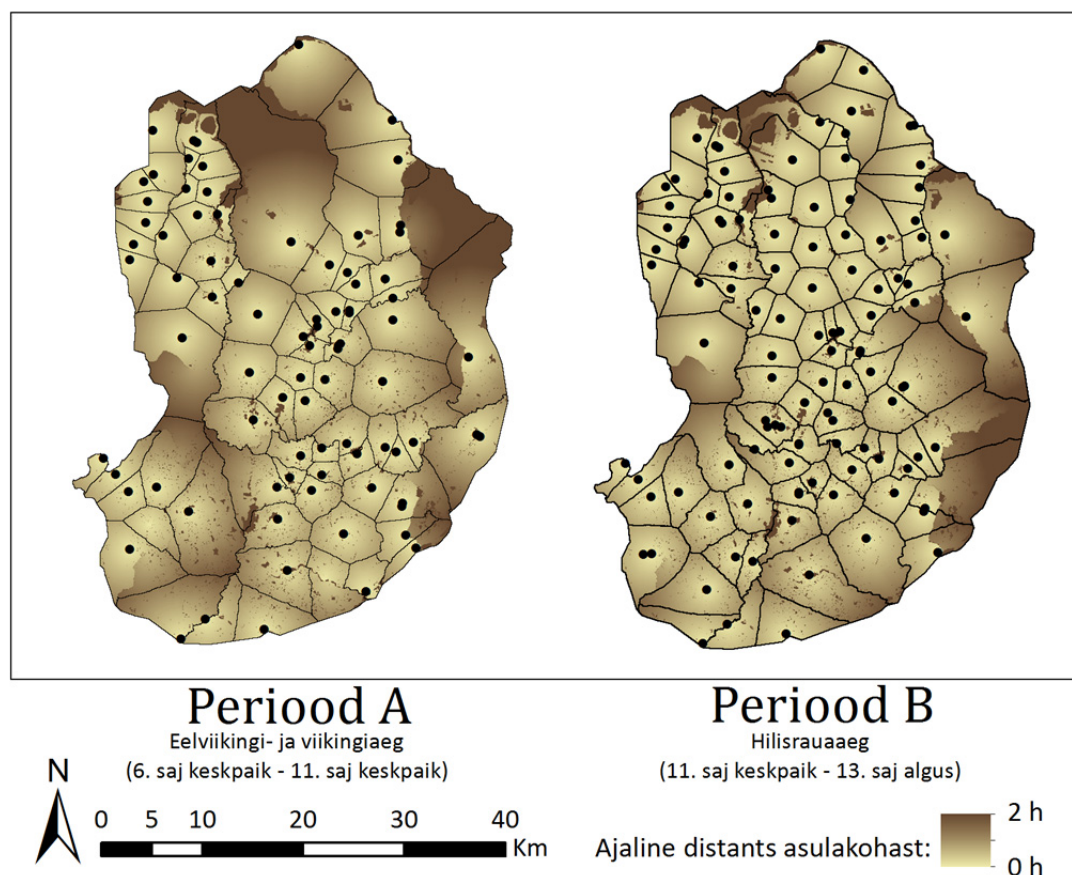 Periood A
Eelviikingi- ja viikingiaeg
(6. saj keskpaik - 11. saj keskpaik)
Periood B
Hilisrauaaeg
(11. saj keskpaik - 13. saj algus)
N
0 5 10 20 30 40
Km
Ajaline distants asulakohast:
2 h
0 h